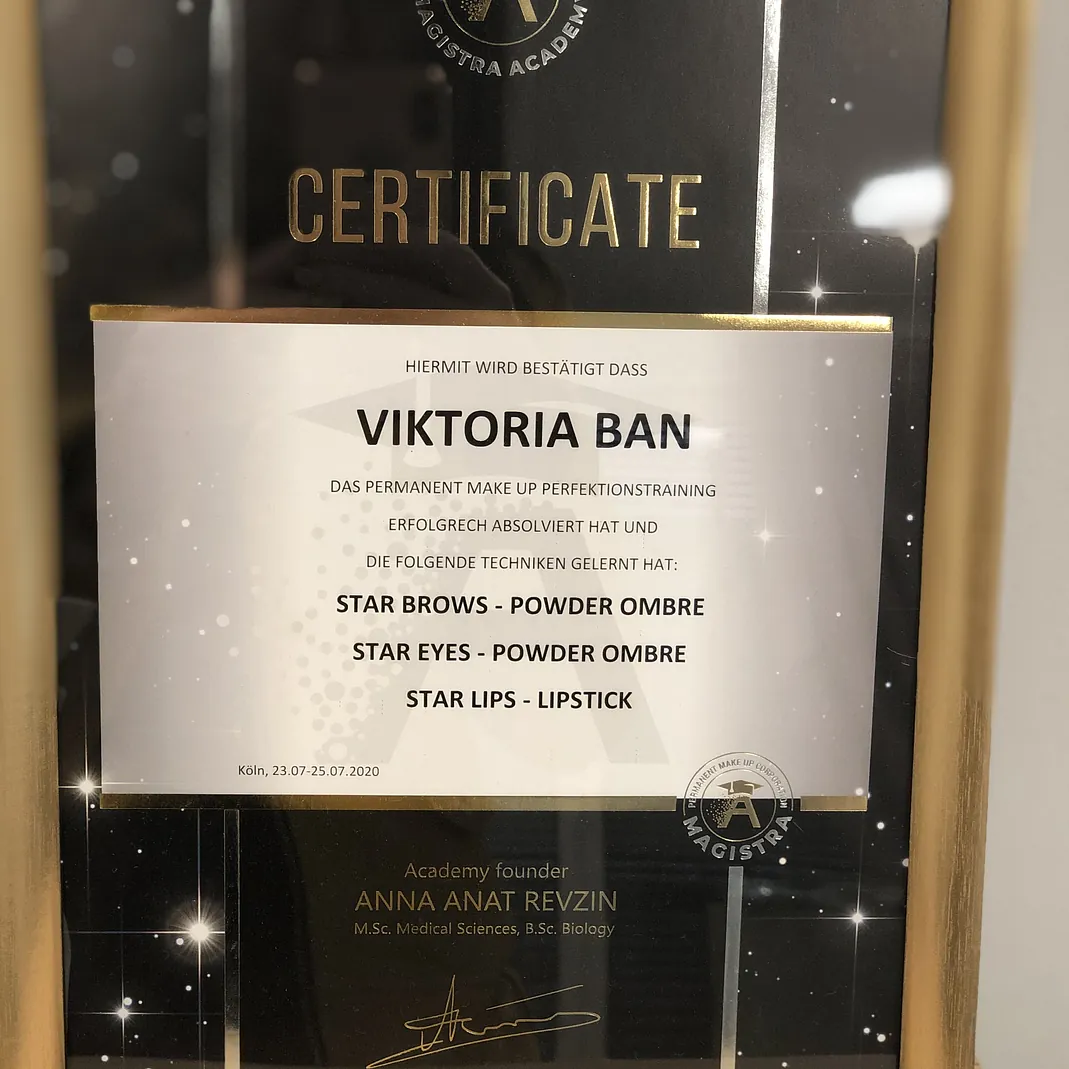 MAGISTRA ACADEMY
CERTIFICATE
HIERMIT WIRD BESTÄTIGT DASS
VIKTORIA BAN
DAS PERMANENT MAKE UP PERFEKTIONSTRAINING
ERFOLGRECH ABSOLVIERT HAT UND
DIE FOLGENDE TECHNIKEN GELERNT HAT:
STAR BROWS - POWDER OMBRE
STAR EYES - POWDER OMBRE
STAR LIPS - LIPSTICK
Köln, 23.07-25.07.2020
PERMANENT MAKE UP CORPORATION
A
MAGISTRA
Academy founder
ANNA ANAT REVZIN
M.Sc. Medical Sciences, B.Sc. Biology